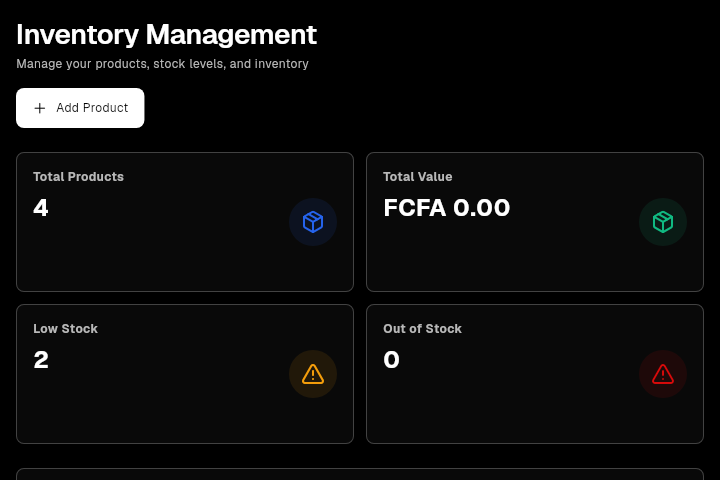 Inventory Management
Manage your products, stock levels, and inventory
Add Product
Total Products
4
Total Value
FCFA 0.00
Low Stock
2
Out of Stock
0